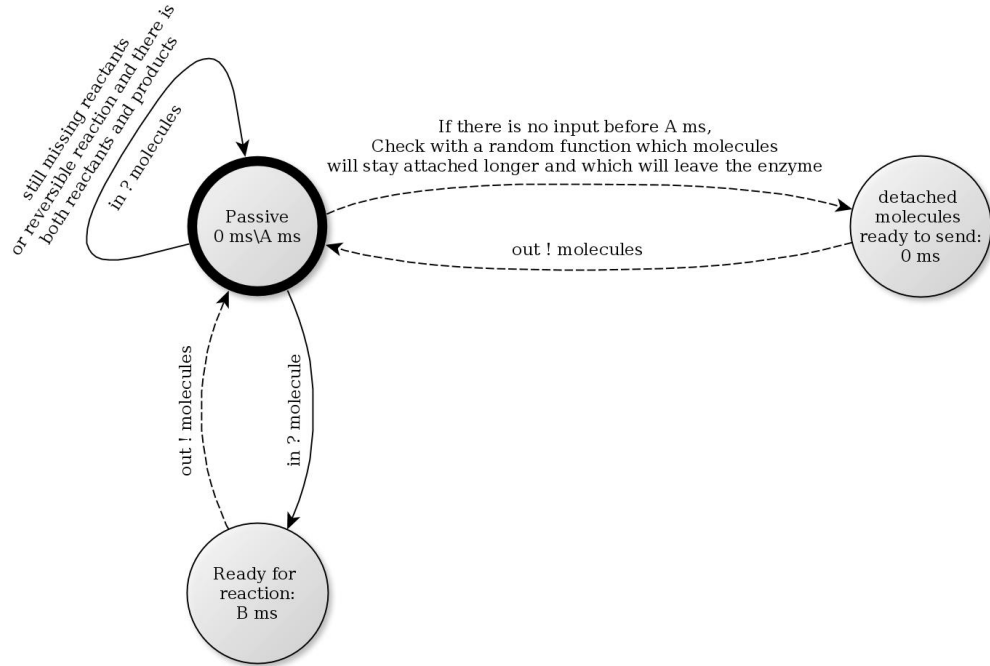 still missing reactants
or reversible reaction and there is
both reactants and products
in ? molecules
If there is no input before A ms,
Check with a random function which molecules
will stay attached longer and which will leave the enzyme
Passive
0 ms\A ms
detached
molecules
ready to send:
0 ms
out ! molecules
out ! molecules
in ? molecule
Ready for
reaction:
B ms